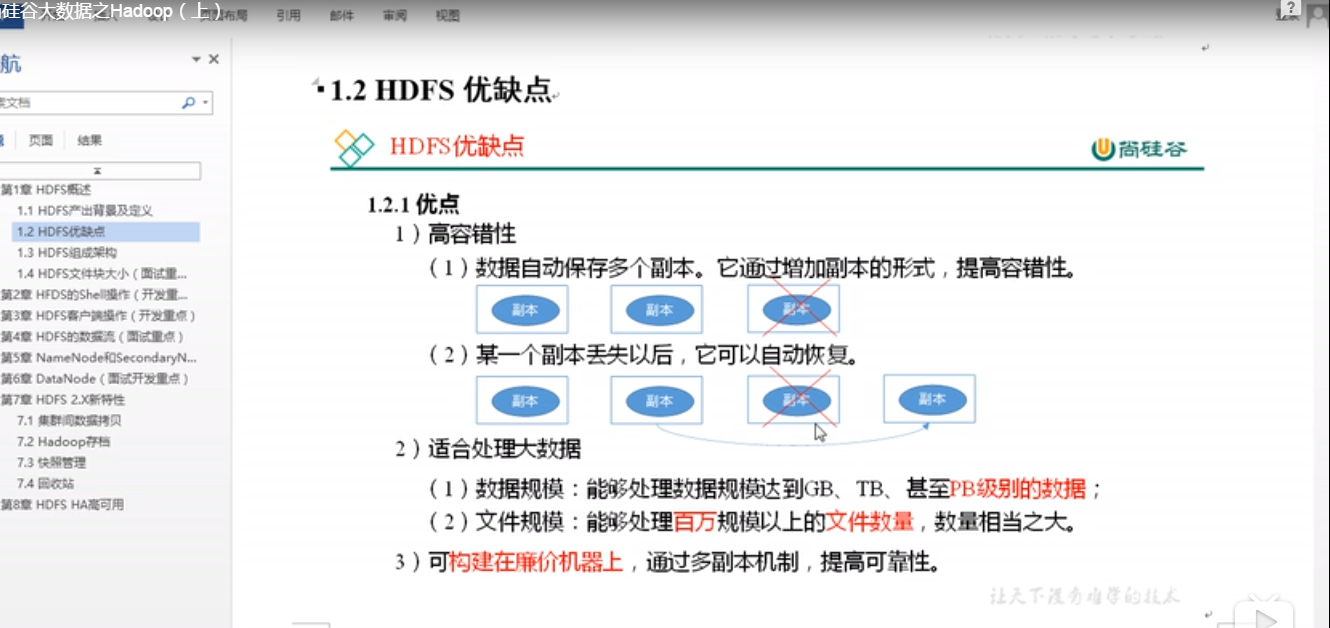 硅谷大数据之Hadoop（上）
布局 引用 邮件 审阅 视图
登录
?
航
文档
页面 结果
第1章 HDFS概述
1.1 HDFS产出背景及定义
1.2 HDFS优缺点
1.3 HDFS组成架构
1.4 HDFS文件块大小（面试重...
第2章 HFDS的Shell操作（开发重...
第3章 HDFS客户端操作（开发重点）
第4章 HDFS的数据流（面试重点）
第5章 NameNode和SecondaryN...
第6章 DataNode（面试开发重点）
第7章 HDFS 2.X新特性
7.1 集群间数据拷贝
7.2 Hadoop存档
7.3 快照管理
7.4 回收站
第8章 HDFS HA高可用
1.2 HDFS 优缺点
HDFS优缺点
尚硅谷
1.2.1 优点
1）高容错性
（1）数据自动保存多个副本。它通过增加副本的形式，提高容错性。
副本 副本 副本
（2）某一个副本丢失以后，它可以自动恢复。
副本 副本 副本 副本
2）适合处理大数据
（1）数据规模：能够处理数据规模达到GB、TB、甚至PB级别的数据；
（2）文件规模：能够处理百万规模以上的文件数量，数量相当之大。
3）可构建在廉价机器上，通过多副本机制，提高可靠性。
让天下没有难学的技术